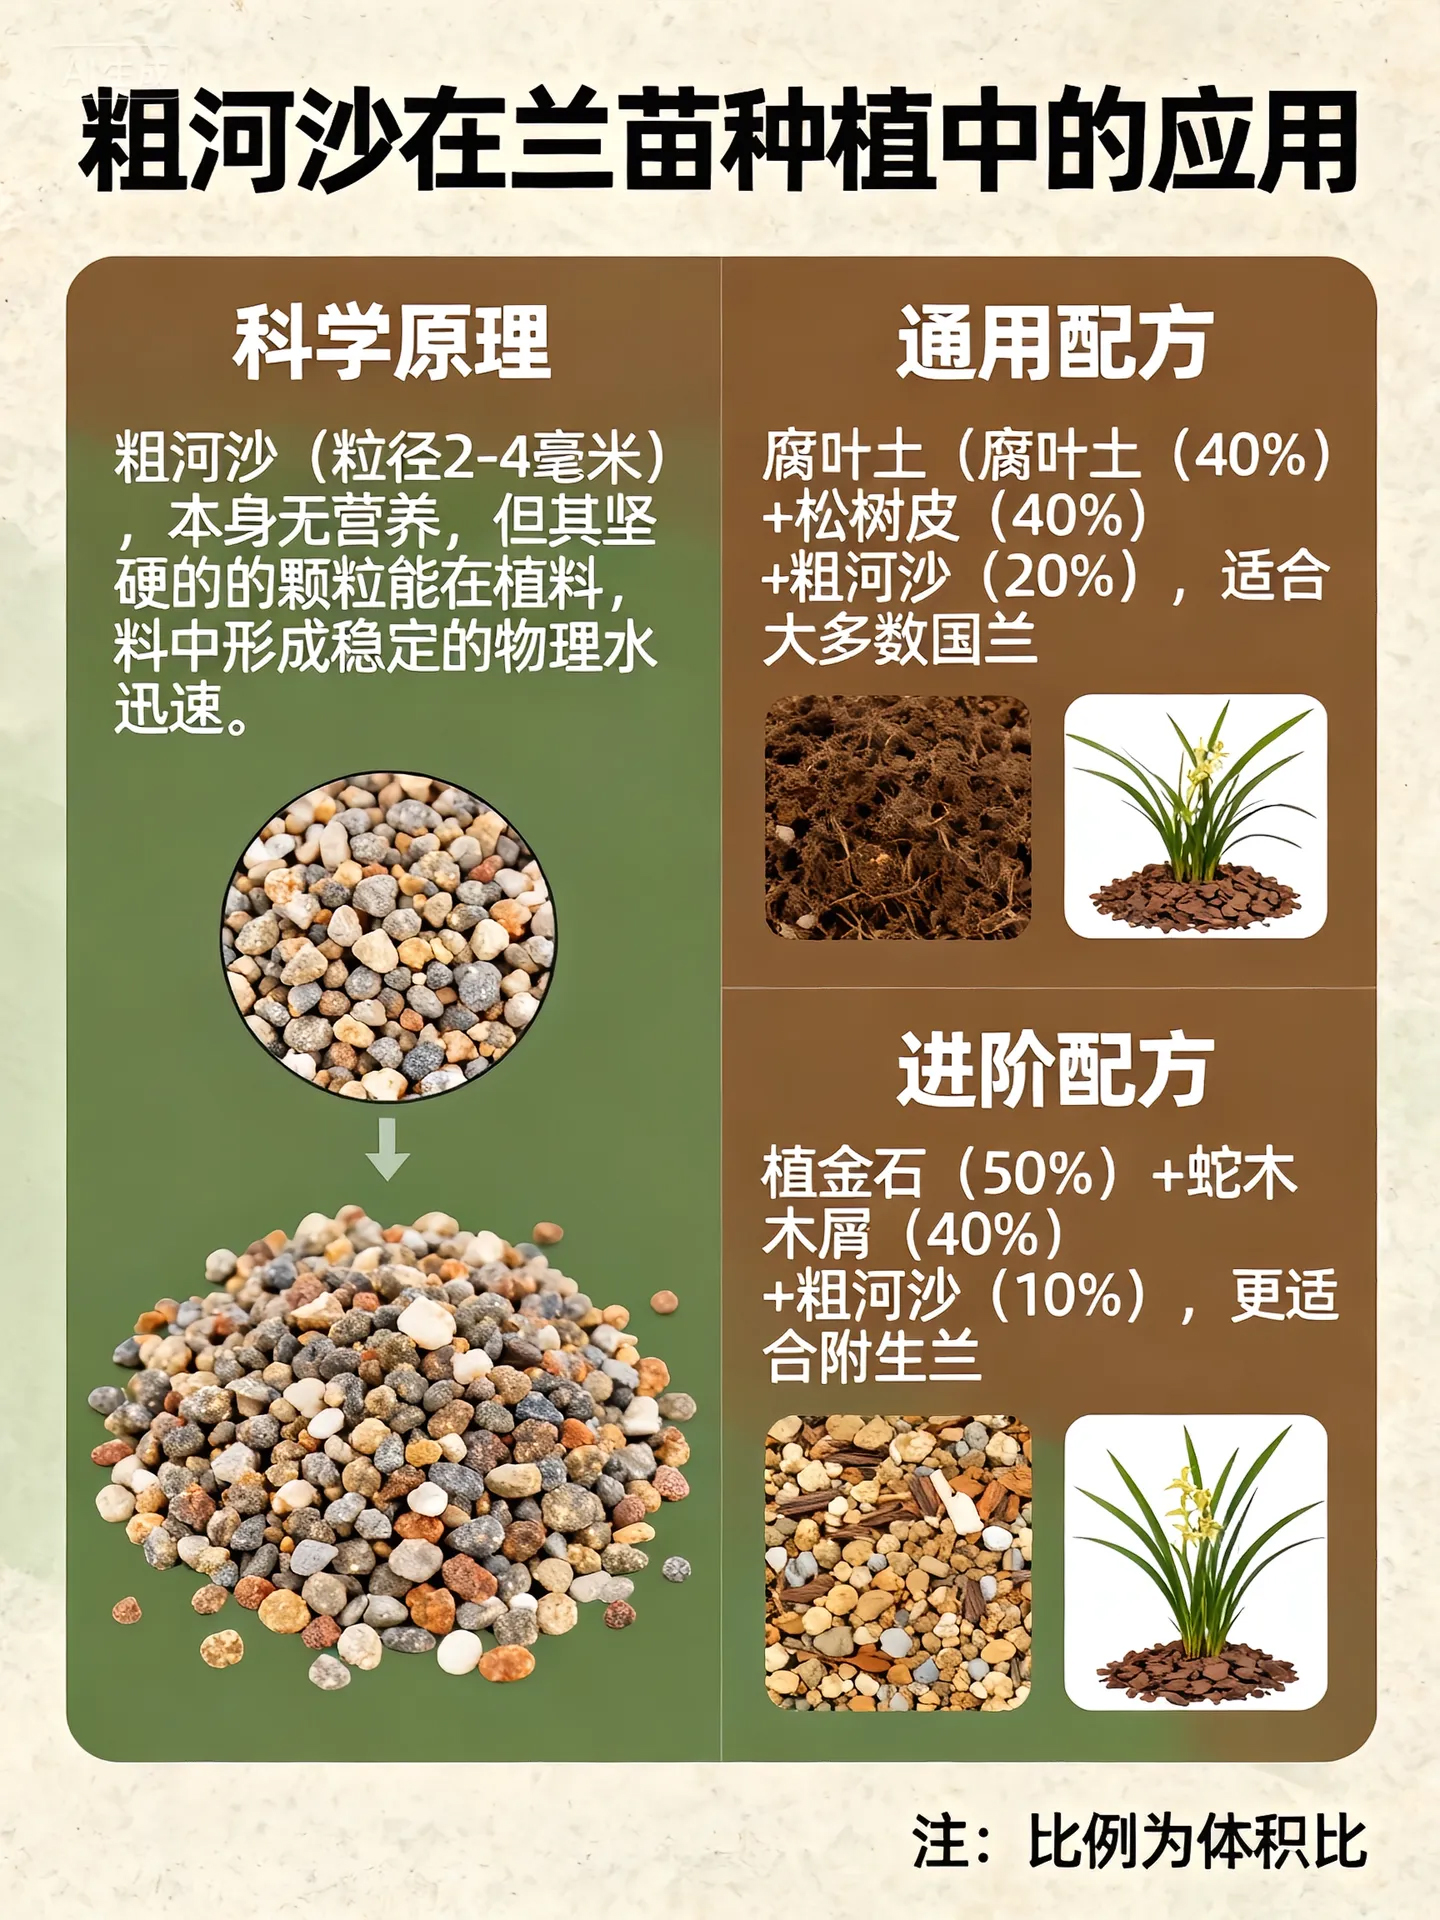 AI生成
粗河沙在兰苗种植中的应用
科学原理
粗河沙（粒径2-4毫米）
，本身无营养，但其坚
硬的的颗粒能在植料，
料中形成稳定的物理水
迅速。
通用配方
腐叶土（腐叶土（40%）
+松树皮（40%）
+粗河沙（20%），适合
大多数国兰
进阶配方
植金石（50%）+蛇木
木屑（40%）
+粗河沙（10%），更适
合附生兰
注：比例为体积比